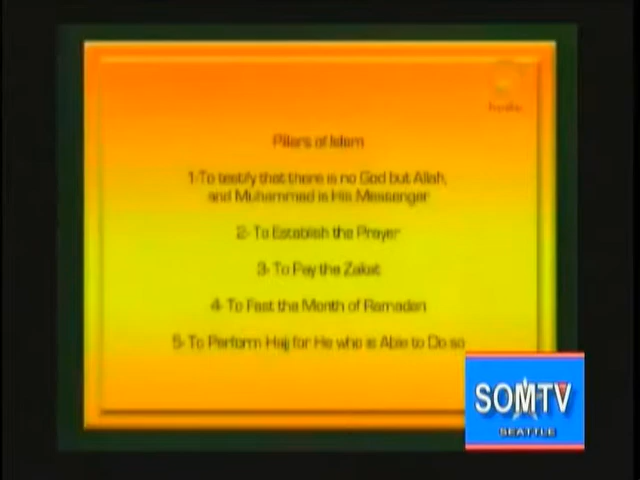 Pillars of Islam
1-To testify that there is no God but Allah,
and Muhammad is His Messenger
2- To Establish the Prayer
3- To Pay the Zakat
4- To Fast the Month of Ramadan
5-To Perform Hajj for He who is Able to Do so
SOMTV
SEATTLE